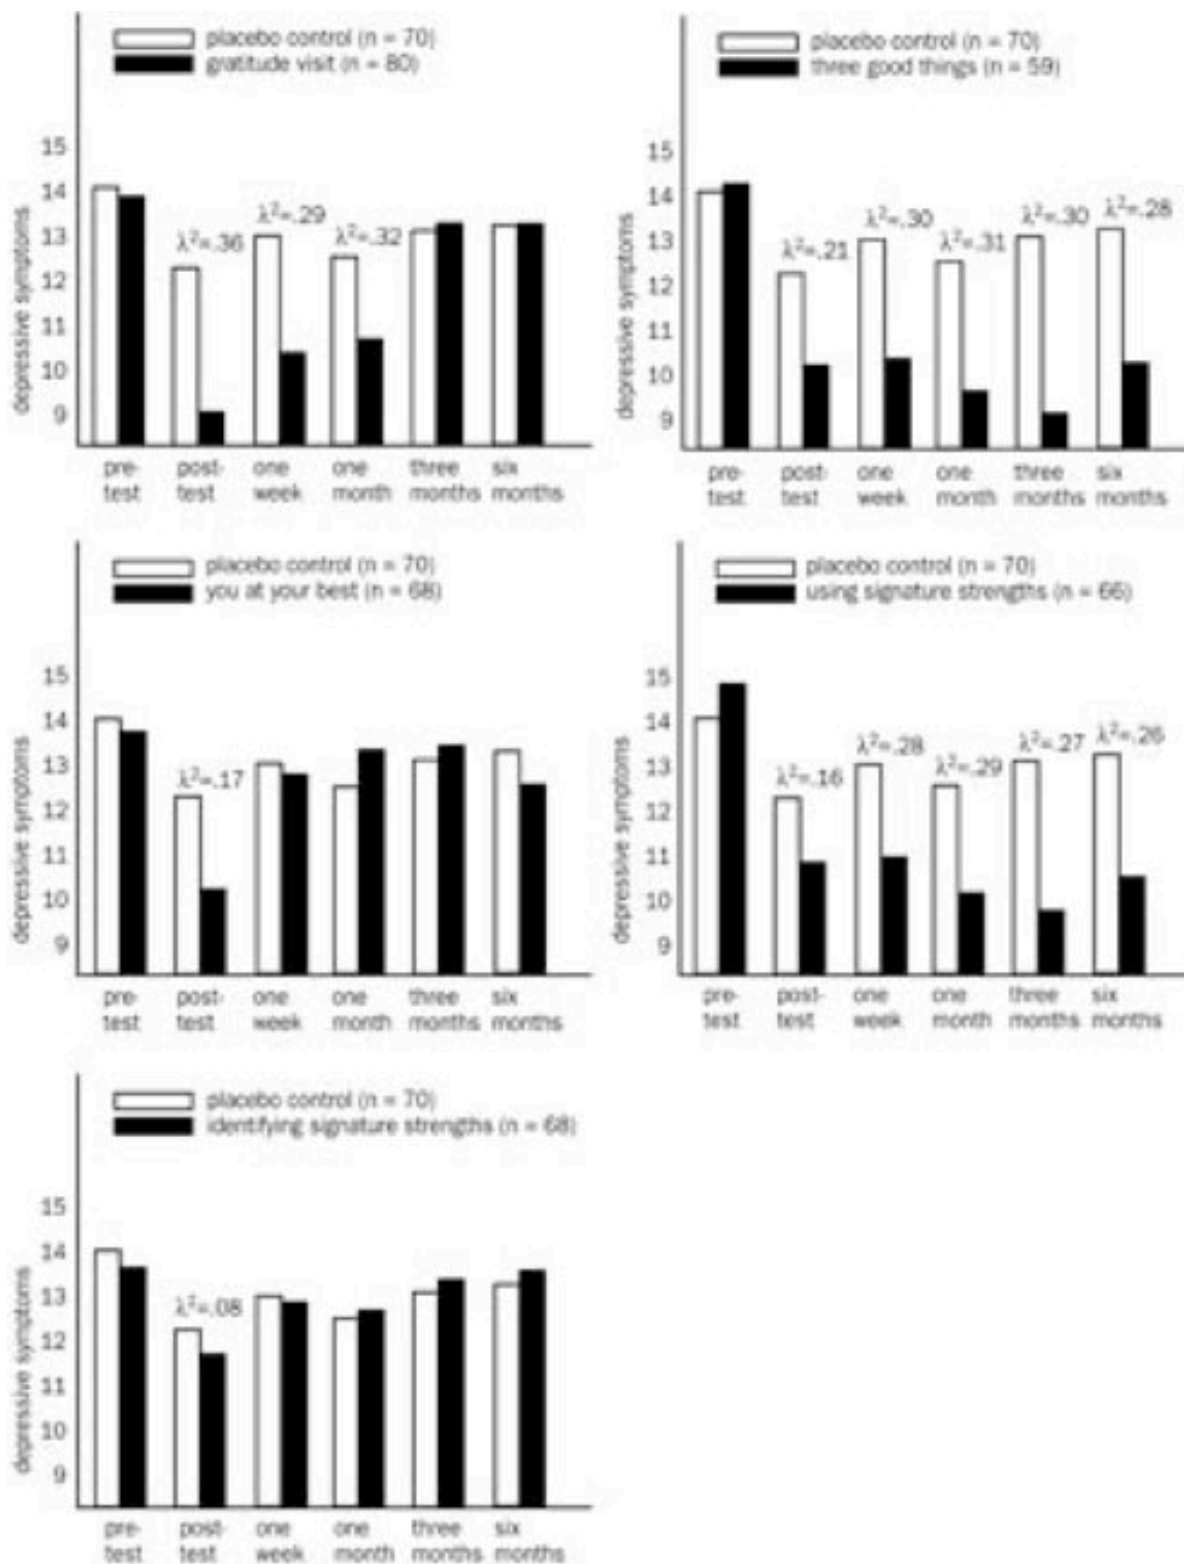 placebo control (n = 70)
gratitude visit (n = 80)
depressive symptoms
15
14
13
12
11
10
9
λ²=.36
λ²=.29
λ²=.32
pre-
test
post-
test
one
week
one
month
three
months
six
months
placebo control (n = 70)
three good things (n = 59)
depressive symptoms
15
14
13
12
11
10
9
λ²=.21
λ²=.30
λ²=.31
λ²=.30
λ²=.28
pre-
test
post-
test
one
week
one
month
three
months
six
months
placebo control (n = 70)
you at your best (n = 68)
depressive symptoms
15
14
13
12
11
10
9
λ²=.17
pre-
test
post-
test
one
week
one
month
three
months
six
months
placebo control (n = 70)
using signature strengths (n = 66)
depressive symptoms
15
14
13
12
11
10
9
λ²=.16
λ²=.28
λ²=.29
λ²=.27
λ²=.26
pre-
test
post-
test
one
week
one
month
three
months
six
months
placebo control (n = 70)
identifying signature strengths (n = 68)
depressive symptoms
15
14
13
12
11
10
9
λ²=.08
pre-
test
post-
test
one
week
one
month
three
months
six
months